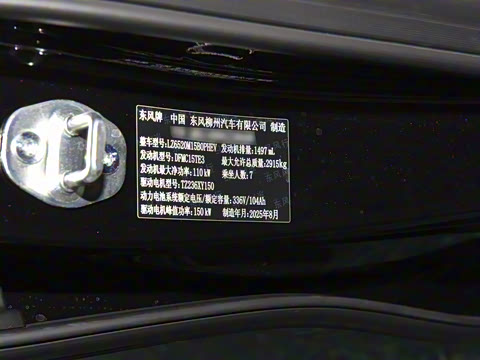 东风牌 中国 东风柳州汽车有限公司 制造
整车型号:LZ6520M15B0PHEV 发动机排量:1497 mL
发动机型号:DFMC15TE3 最大允许总质量:2915kg
发动机最大净功率:110 kW 乘坐人数:7
驱动电机型号:TZ236XY150
动力电池系统额定电压/额定容量:336V/104Ah
驱动电机峰值功率:150 kW 制造年月:2025年8月